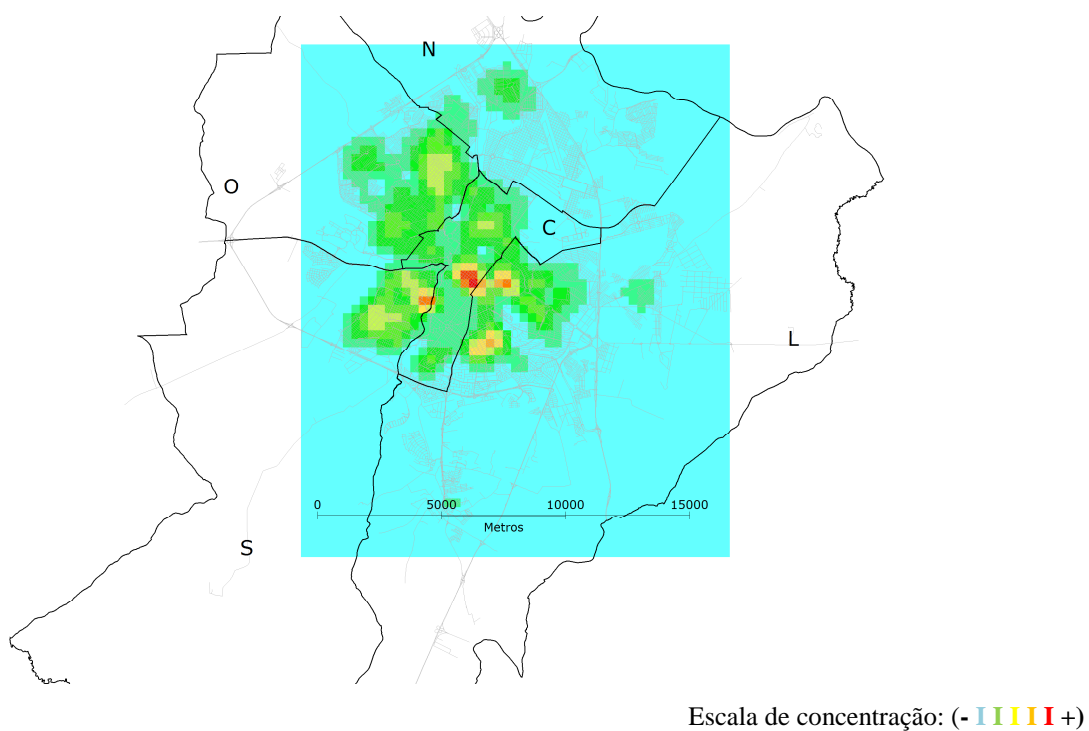 N
O
C
L
0 5000 10000 15000
Metros
S
Escala de concentração: (- I I I I I +)